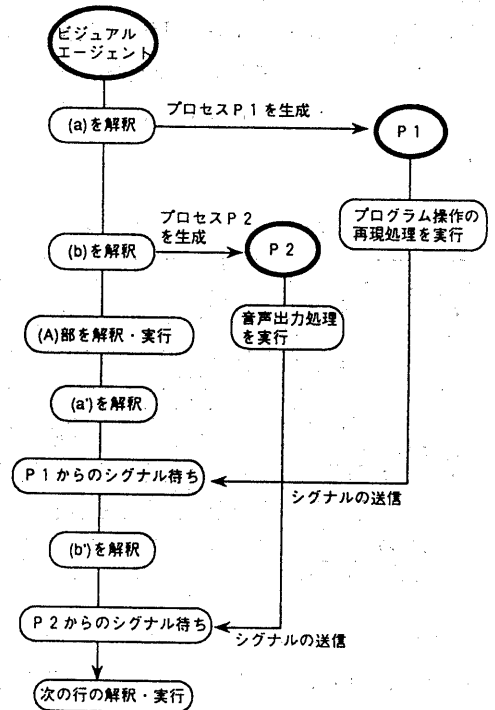 ビジュアル
エージェント
(a)を解釈
プロセスP1を生成
P1
プログラム操作の
再現処理を実行
プロセスP2
を生成
(b)を解釈
P2
音声出力処理
を実行
(A)部を解釈・実行
(a')を解釈
P1からのシグナル待ち
シグナルの送信
(b')を解釈
P2からのシグナル待ち
シグナルの送信
次の行の解釈・実行